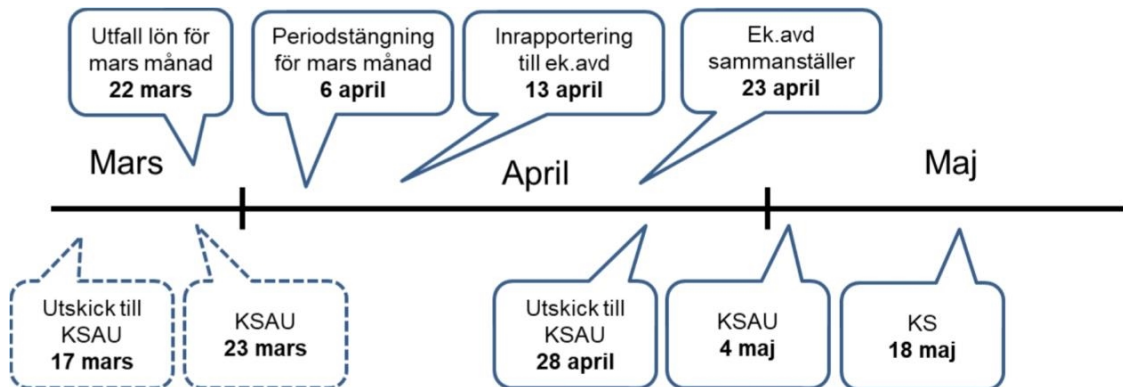 Utfall lön för
mars månad
22 mars
Periodstängning
för mars månad
6 april
Inrapportering
till ek.avd
13 april
Ek.avd
sammanställer
23 april
Mars
April
Maj
Utskick till
KSAU
17 mars
KSAU
23 mars
Utskick till
KSAU
28 april
KSAU
4 maj
KS
18 maj